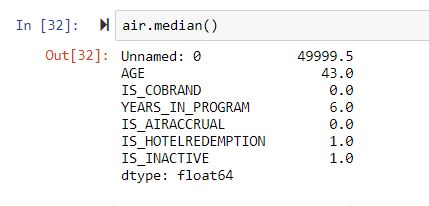 In [32]: air.median()
Out[32]: Unnamed: 0 49999.5
AGE 43.0
IS_COBRAND 0.0
YEARS_IN_PROGRAM 6.0
IS_AIRACCRUAL 0.0
IS_HOTELREDEMPTION 1.0
IS_INACTIVE 1.0
dtype: float64